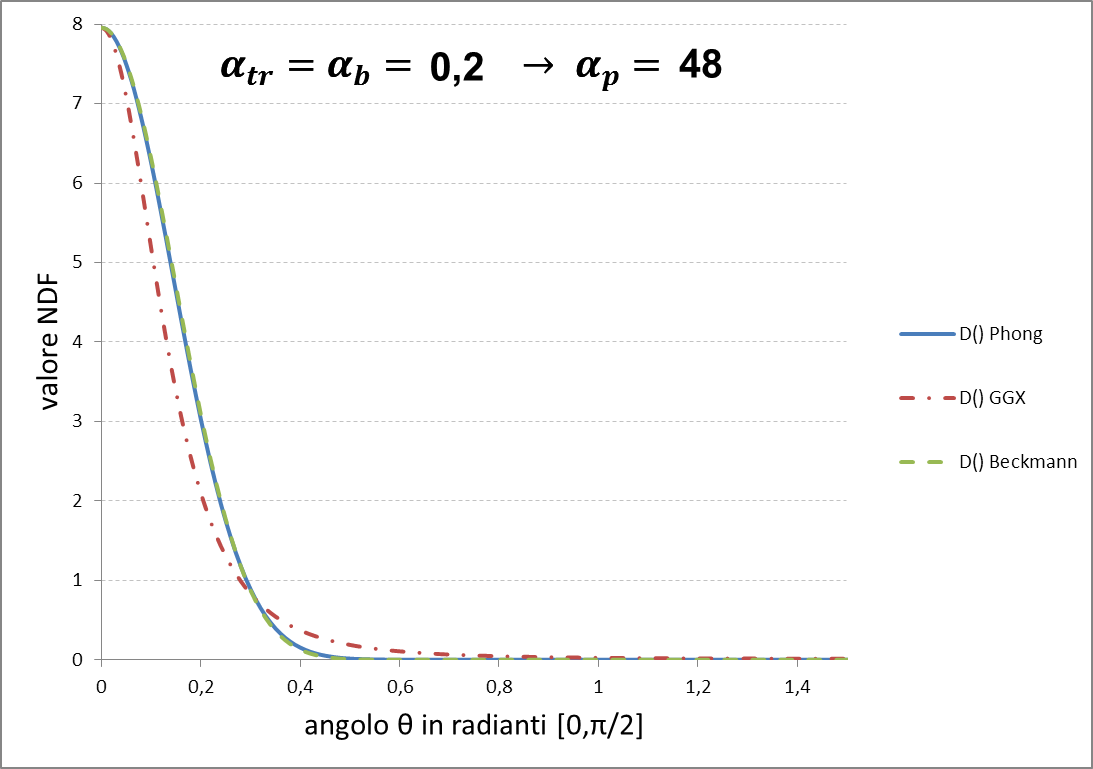 8
α_tr = α_b = 0,2 → α_p = 48
7
6
5
4
3
2
1
0
valore NDF
0 0,2 0,4 0,6 0,8 1 1,2 1,4
angolo θ in radianti [0,π/2]
D() Phong
D() GGX
D() Beckmann